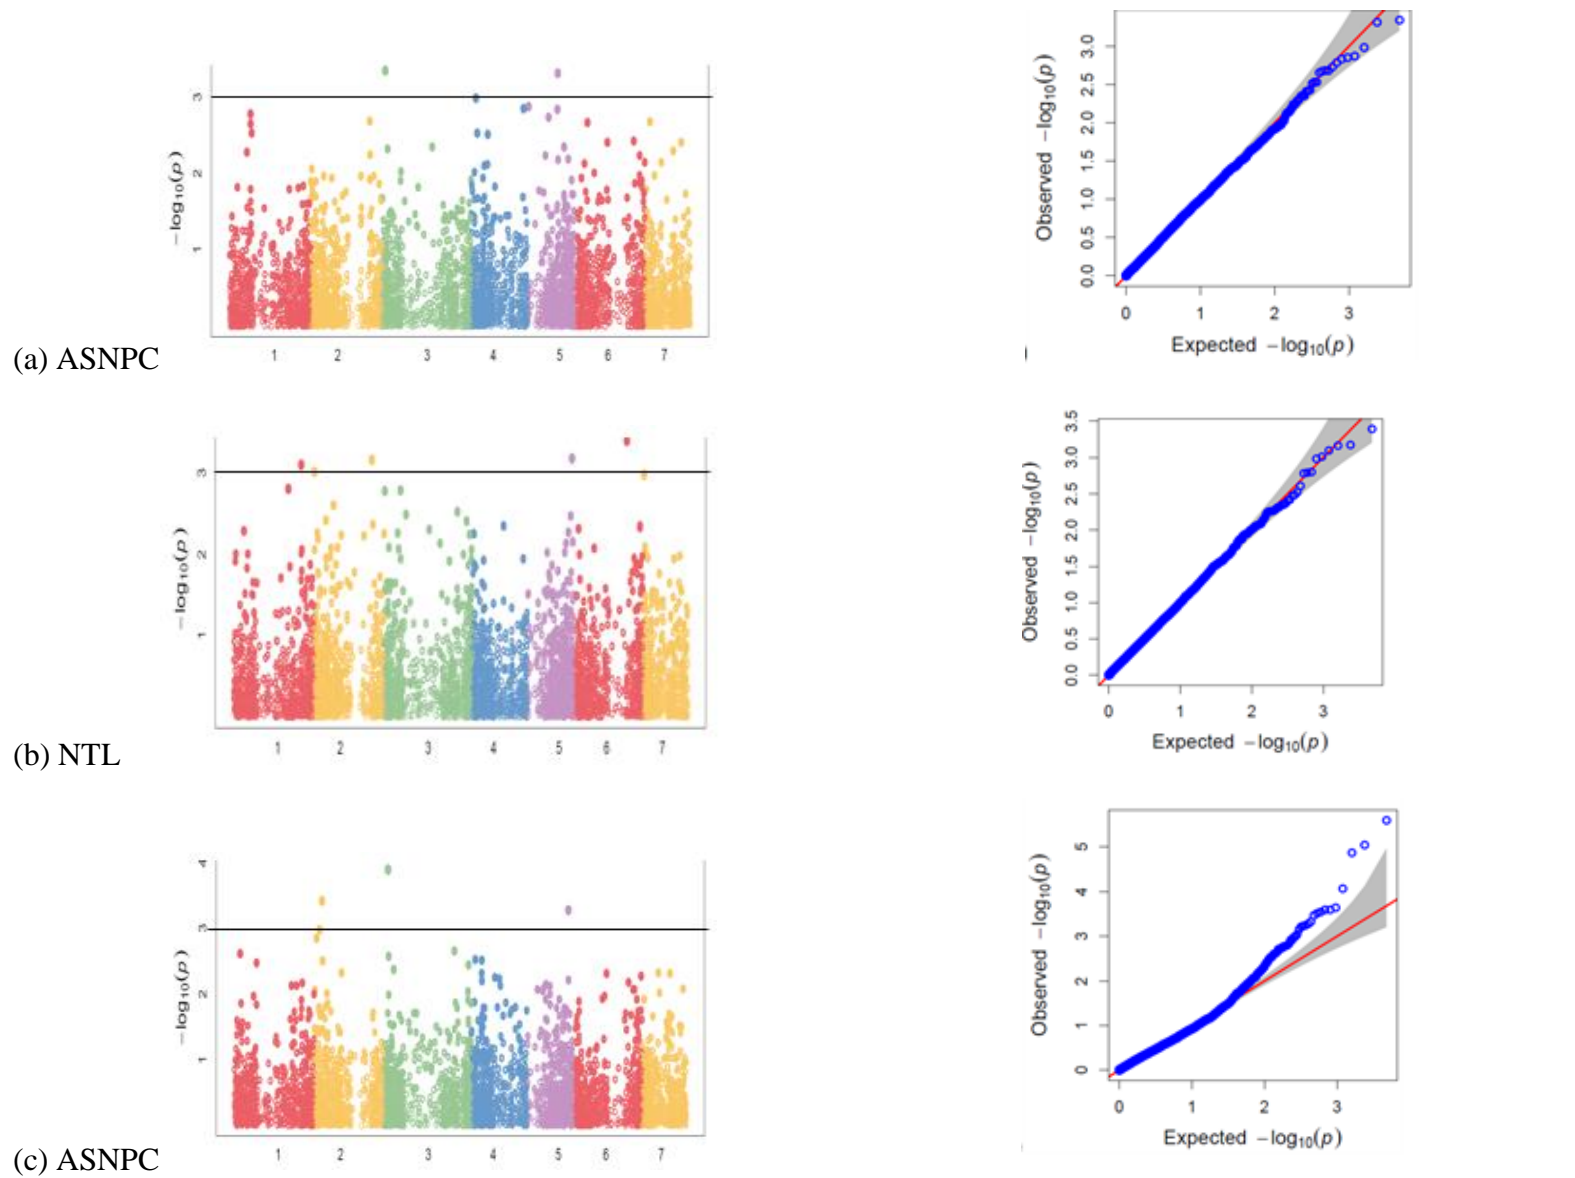 3
2
1
−log10(p)
1 2 3 4 5 6 7
(a) ASNPC
3.0
2.5
2.0
1.5
1.0
0.5
0.0
Observed −log10(p)
0 1 2 3
Expected −log10(p)
3
2
1
−log10(p)
1 2 3 4 5 6 7
(b) NTL
3.5
3.0
2.5
2.0
1.5
1.0
0.5
0.0
Observed −log10(p)
0 1 2 3
Expected −log10(p)
4
3
2
1
−log10(p)
1 2 3 4 5 6 7
(c) ASNPC
5
4
3
2
1
0
Observed −log10(p)
0 1 2 3
Expected −log10(p)